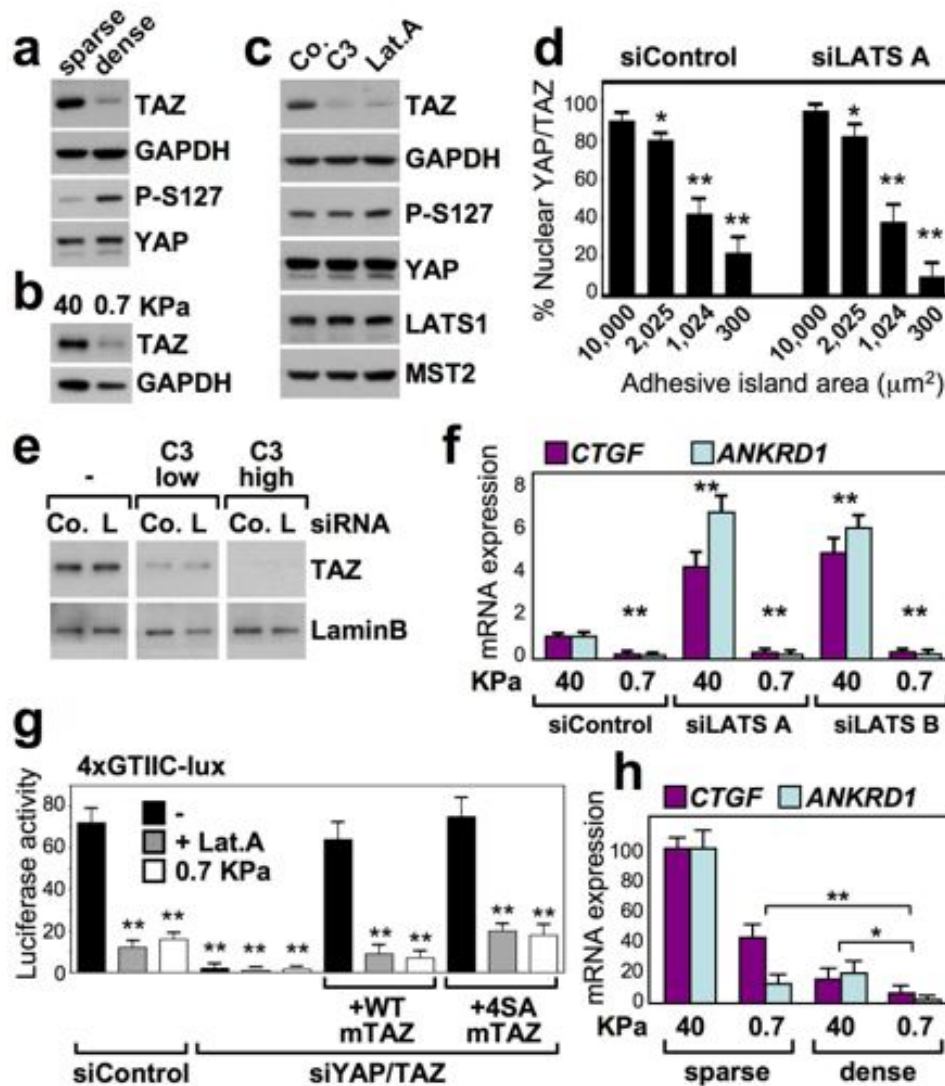 a
sparse
dense
TAZ
GAPDH
P-S127
YAP
b
40 0.7 KPa
TAZ
GAPDH
c
Co. C3 Lat.A
TAZ
GAPDH
P-S127
YAP
LATS1
MST2
d
siControl siLATS A
% Nuclear YAP/TAZ
100
80
60
40
20
0
* ** ** * ** **
10,000 2,025 1,024 300 10,000 2,025 1,024 300
Adhesive island area (μm²)
e
- C3 low C3 high
Co. L Co. L Co. L siRNA
TAZ
LaminB
f
CTGF ANKRD1
mRNA expression
8
6
4
2
0
** ** ** ** **
KPa 40 0.7 40 0.7 40 0.7
siControl siLATS A siLATS B
g
4xGTIIC-lux
Luciferase activity
80
60
40
20
0
-
+ Lat.A
0.7 KPa
** ** ** ** ** ** ** ** **
+WT mTAZ +4SA mTAZ
siControl siYAP/TAZ
h
CTGF ANKRD1
mRNA expression
100
80
60
40
20
0
**
*
KPa 40 0.7 40 0.7
sparse dense